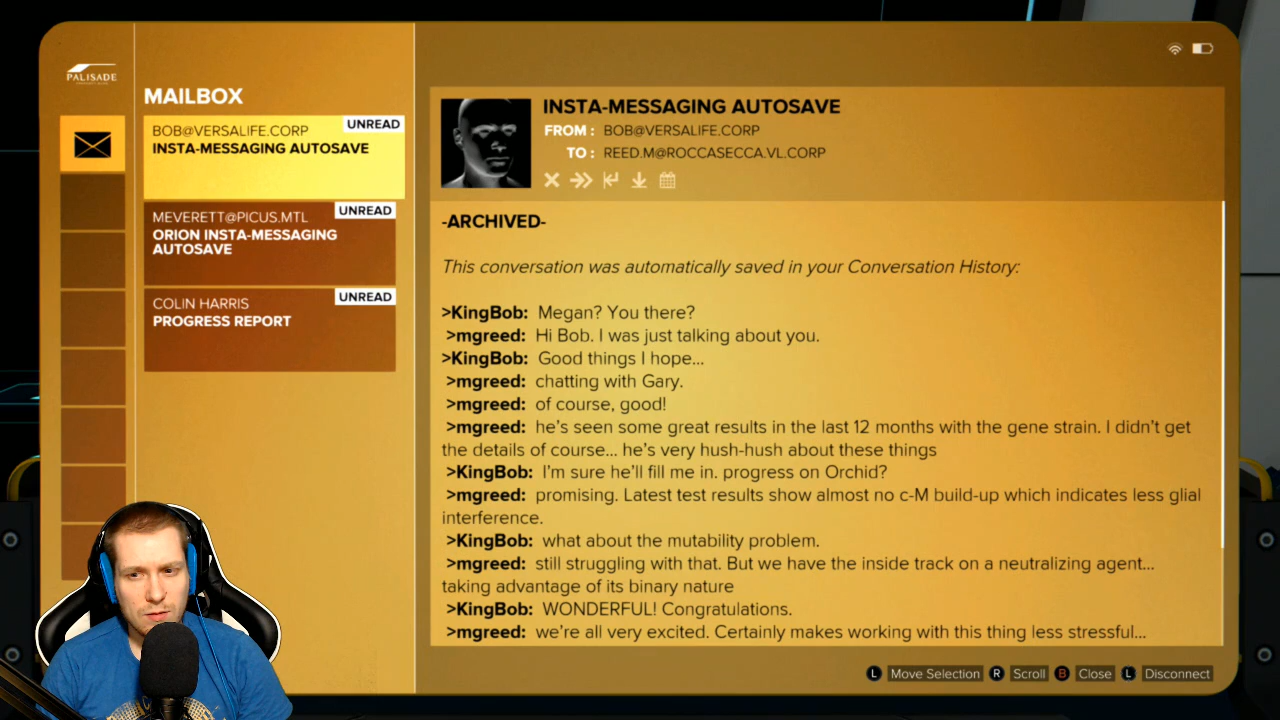 PALISADE
MAILBOX
BOB@VERSALIFE.CORP
UNREAD
INSTA-MESSAGING AUTOSAVE
MEVERETT@PICUS.MTL
UNREAD
ORION INSTA-MESSAGING
AUTOSAVE
COLIN HARRIS
UNREAD
PROGRESS REPORT
INSTA-MESSAGING AUTOSAVE
FROM : BOB@VERSALIFE.CORP
TO : REED.M@ROCCASECCA.VL.CORP
-ARCHIVED-
This conversation was automatically saved in your Conversation History:
>KingBob: Megan? You there?
>mgreed: Hi Bob. I was just talking about you.
>KingBob: Good things I hope...
>mgreed: chatting with Gary.
>mgreed: of course, good!
>mgreed: he's seen some great results in the last 12 months with the gene strain. I didn't get
the details of course... he's very hush-hush about these things
>KingBob: I'm sure he'll fill me in. progress on Orchid?
>mgreed: promising. Latest test results show almost no c-M build-up which indicates less glial
interference.
>KingBob: what about the mutability problem.
>mgreed: still struggling with that. But we have the inside track on a neutralizing agent...
taking advantage of its binary nature
>KingBob: WONDERFUL! Congratulations.
>mgreed: we're all very excited. Certainly makes working with this thing less stressful...
L Move Selection R Scroll B Close L Disconnect